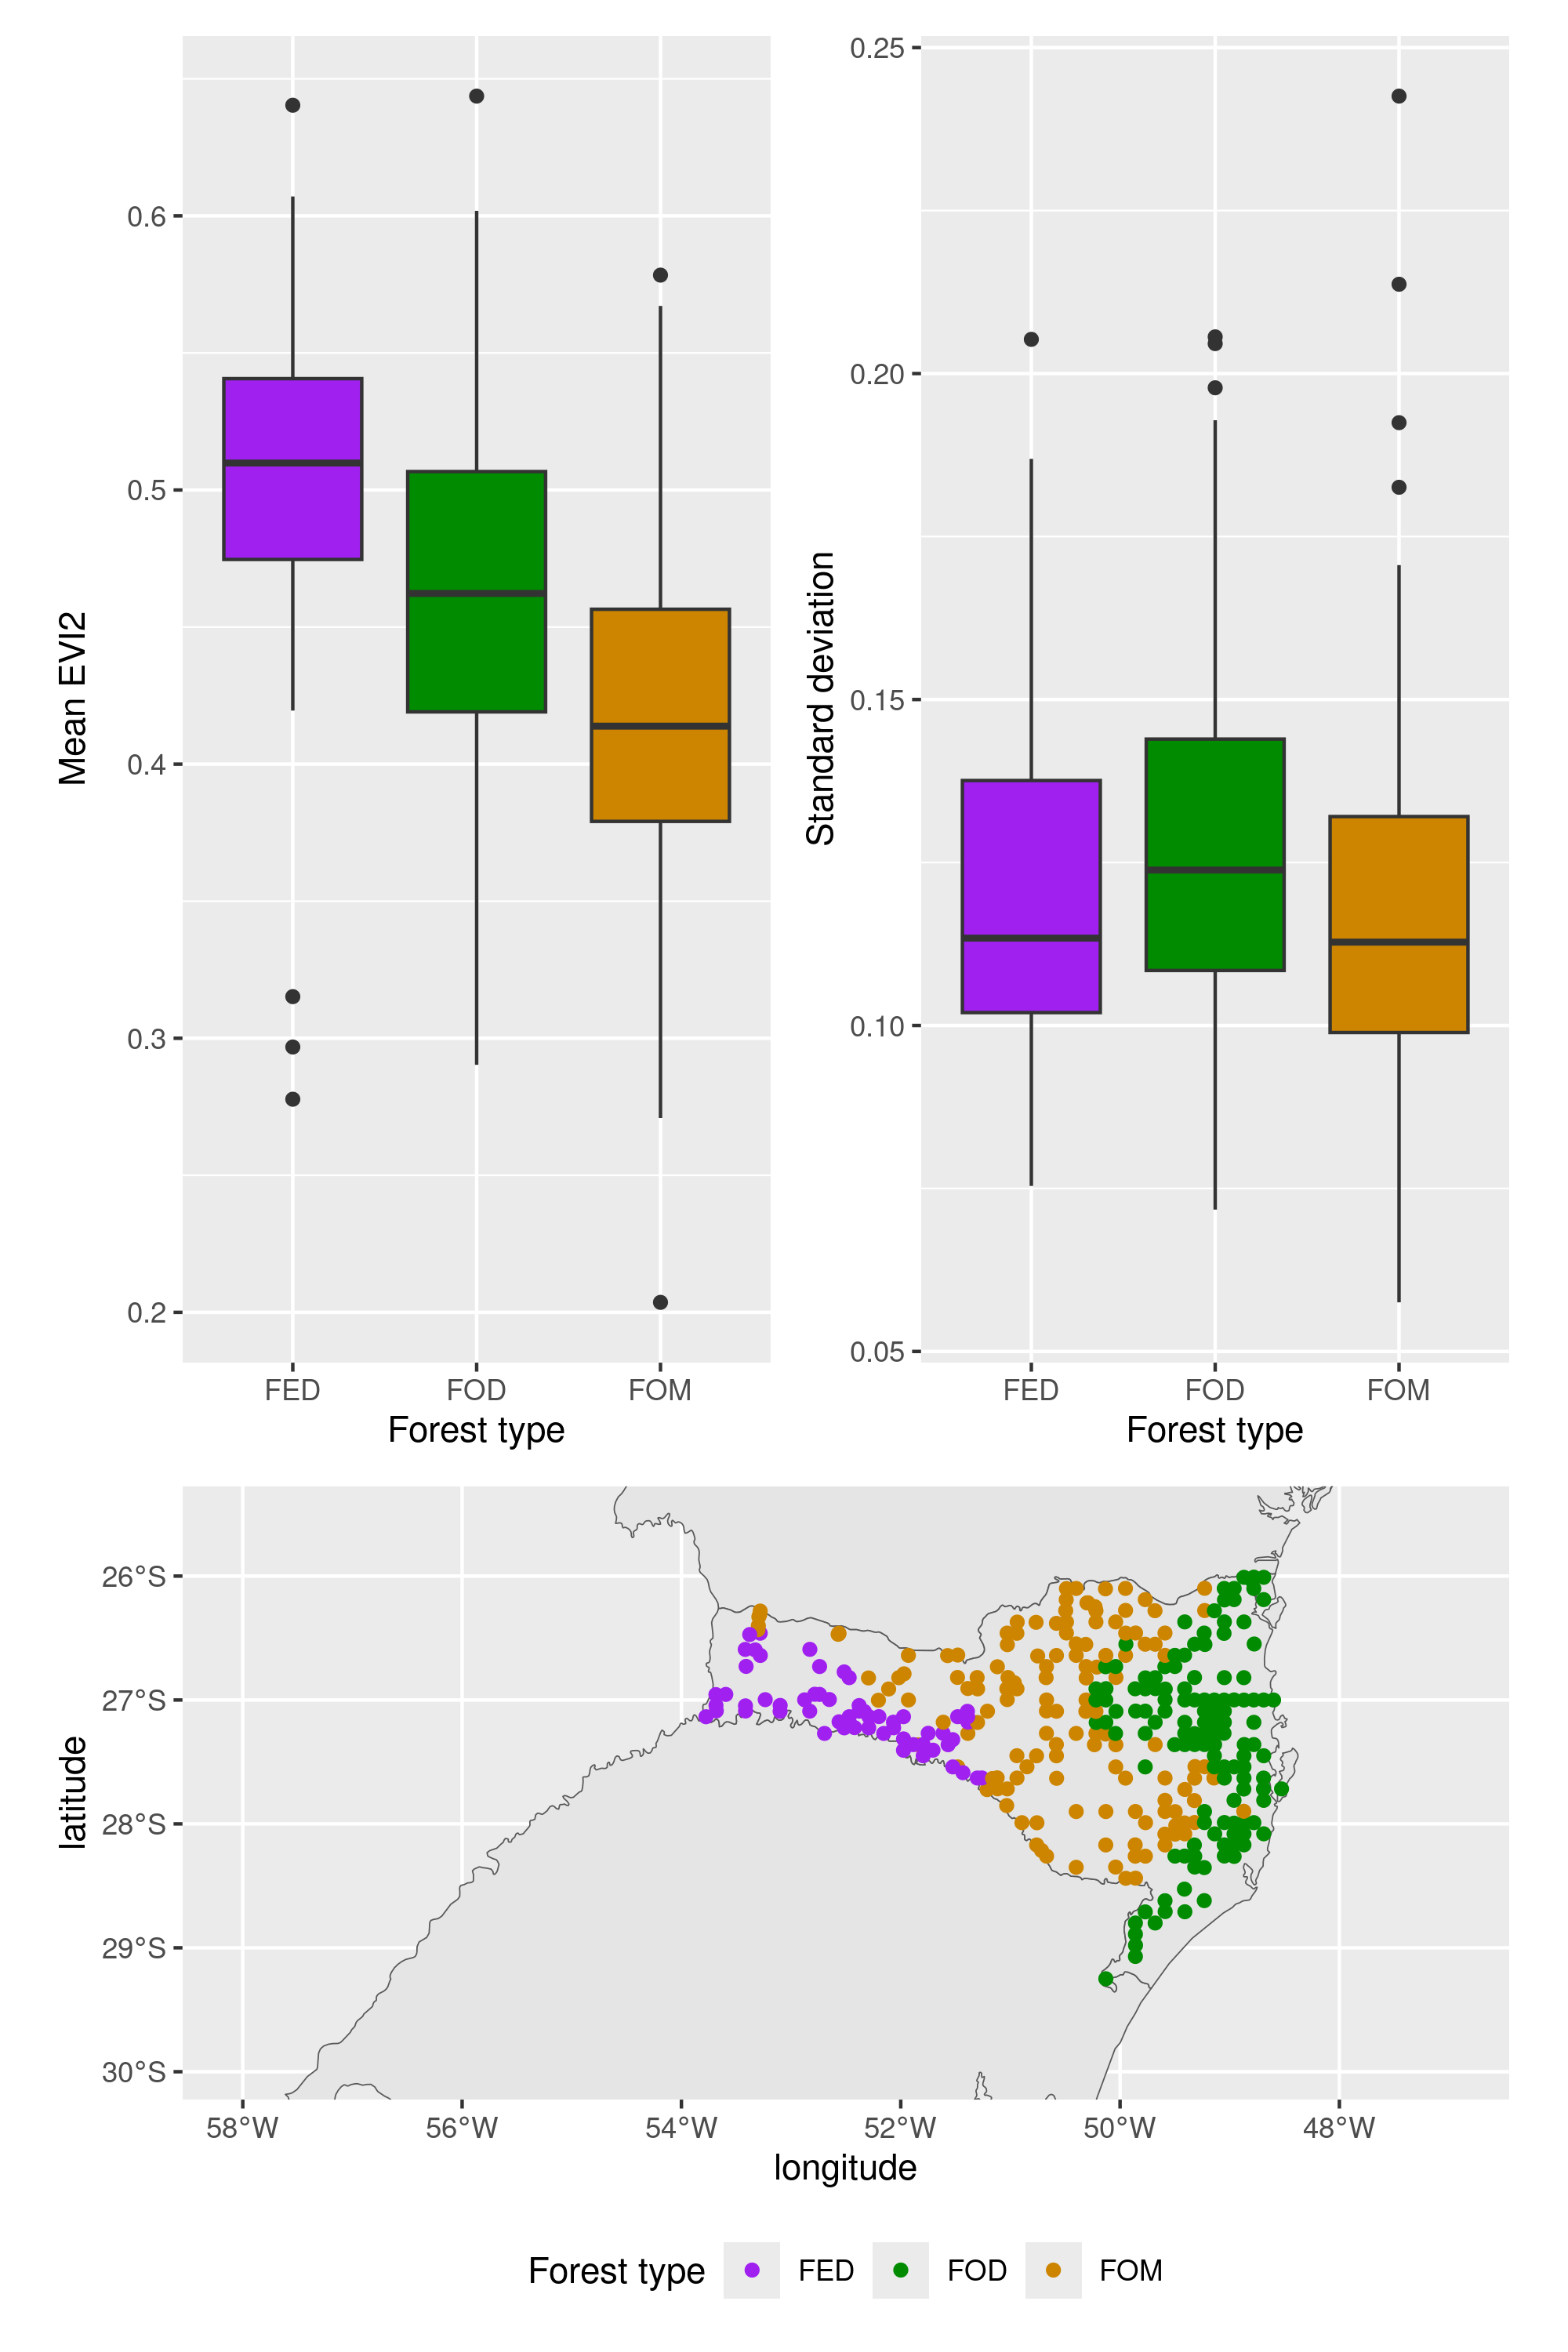 Mean EVI2
0.6
0.5
0.4
0.3
0.2
FED FOD FOM
Forest type
Standard deviation
0.25
0.20
0.15
0.10
0.05
FED FOD FOM
Forest type
latitude
26°S
27°S
28°S
29°S
30°S
58°W 56°W 54°W 52°W 50°W 48°W
longitude
Forest type FED FOD FOM